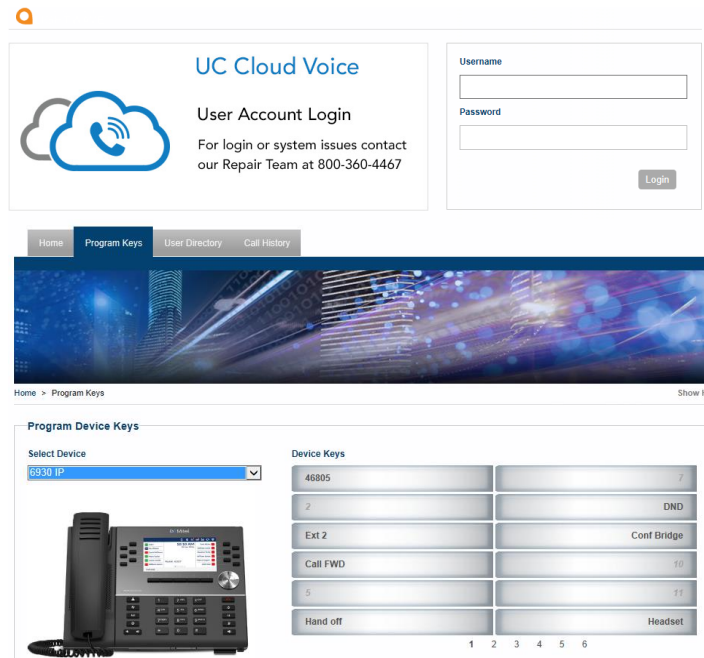 UC Cloud Voice
User Account Login
For login or system issues contact
our Repair Team at 800-360-4467
Username
Password
Login
Home Program Keys User Directory Call History
Home > Program Keys
Show
Program Device Keys
Select Device
6930 IP
Device Keys
46805 7
2 DND
Ext 2 Conf Bridge
Call FWD 10
5 11
Hand off Headset
1 2 3 4 5 6
Mitel